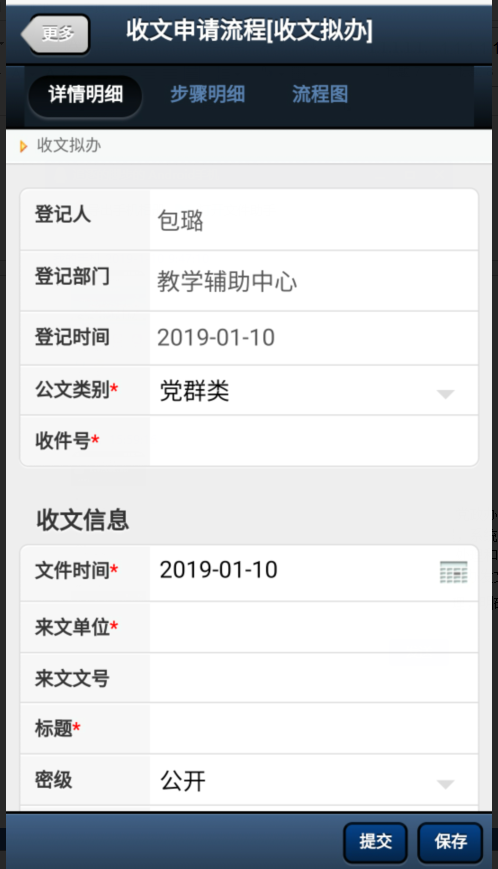 更多
收文申请流程[收文拟办]
详情明细 步骤明细 流程图
收文拟办
登记人 包璐
登记部门 教学辅助中心
登记时间 2019-01-10
公文类别* 党群类
收件号*
收文信息
文件时间* 2019-01-10
来文单位*
来文文号
标题*
密级 公开
提交 保存